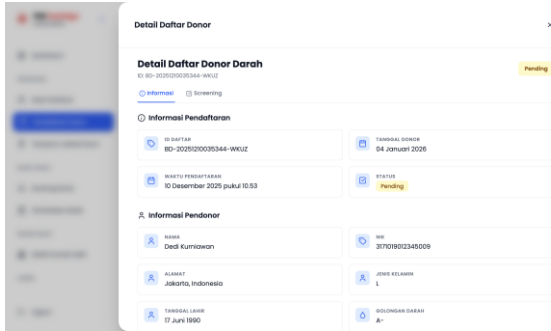 Detail Daftar Donor
Detail Daftar Donor Darah
ID: BD-20251210035344-WKUZ
Pending
Informasi
Screening
Informasi Pendaftaran
ID DAFTAR
BD-20251210035344-WKUZ
TANGGAL DONOR
04 Januari 2026
WAKTU PENDAFTARAN
10 Desember 2025 pukul 10.53
STATUS
Pending
Informasi Pendonor
NAMA
Dedi Kurniawan
NIK
3171019012345009
ALAMAT
Jakarta, Indonesia
JENIS KELAMIN
L
TANGGAL LAHIR
17 Juni 1990
GOLONGAN DARAH
A-